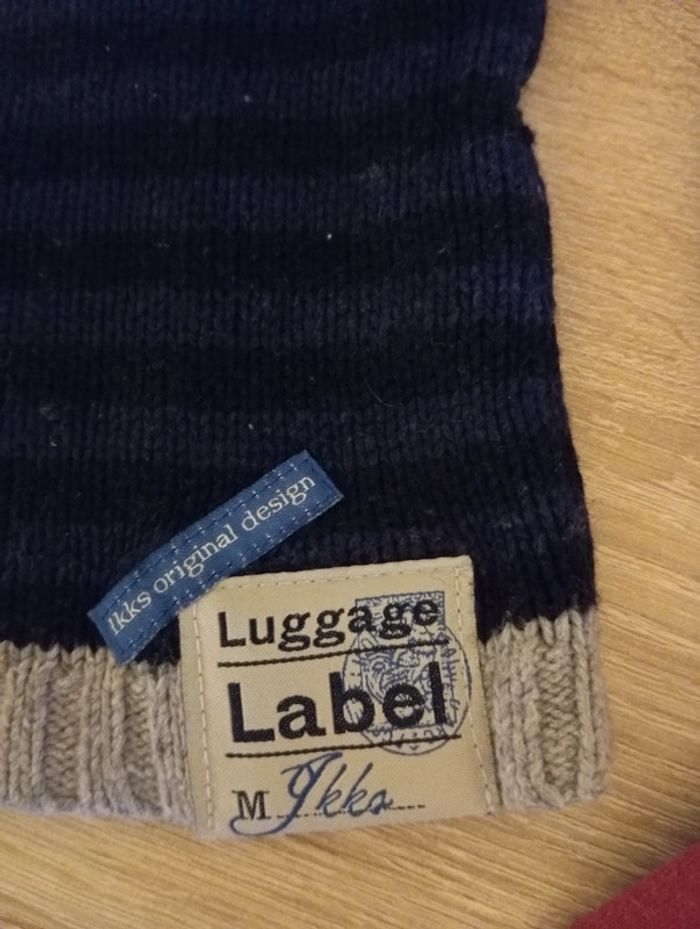 Ikks original design
Luggage
Label
M Ikks